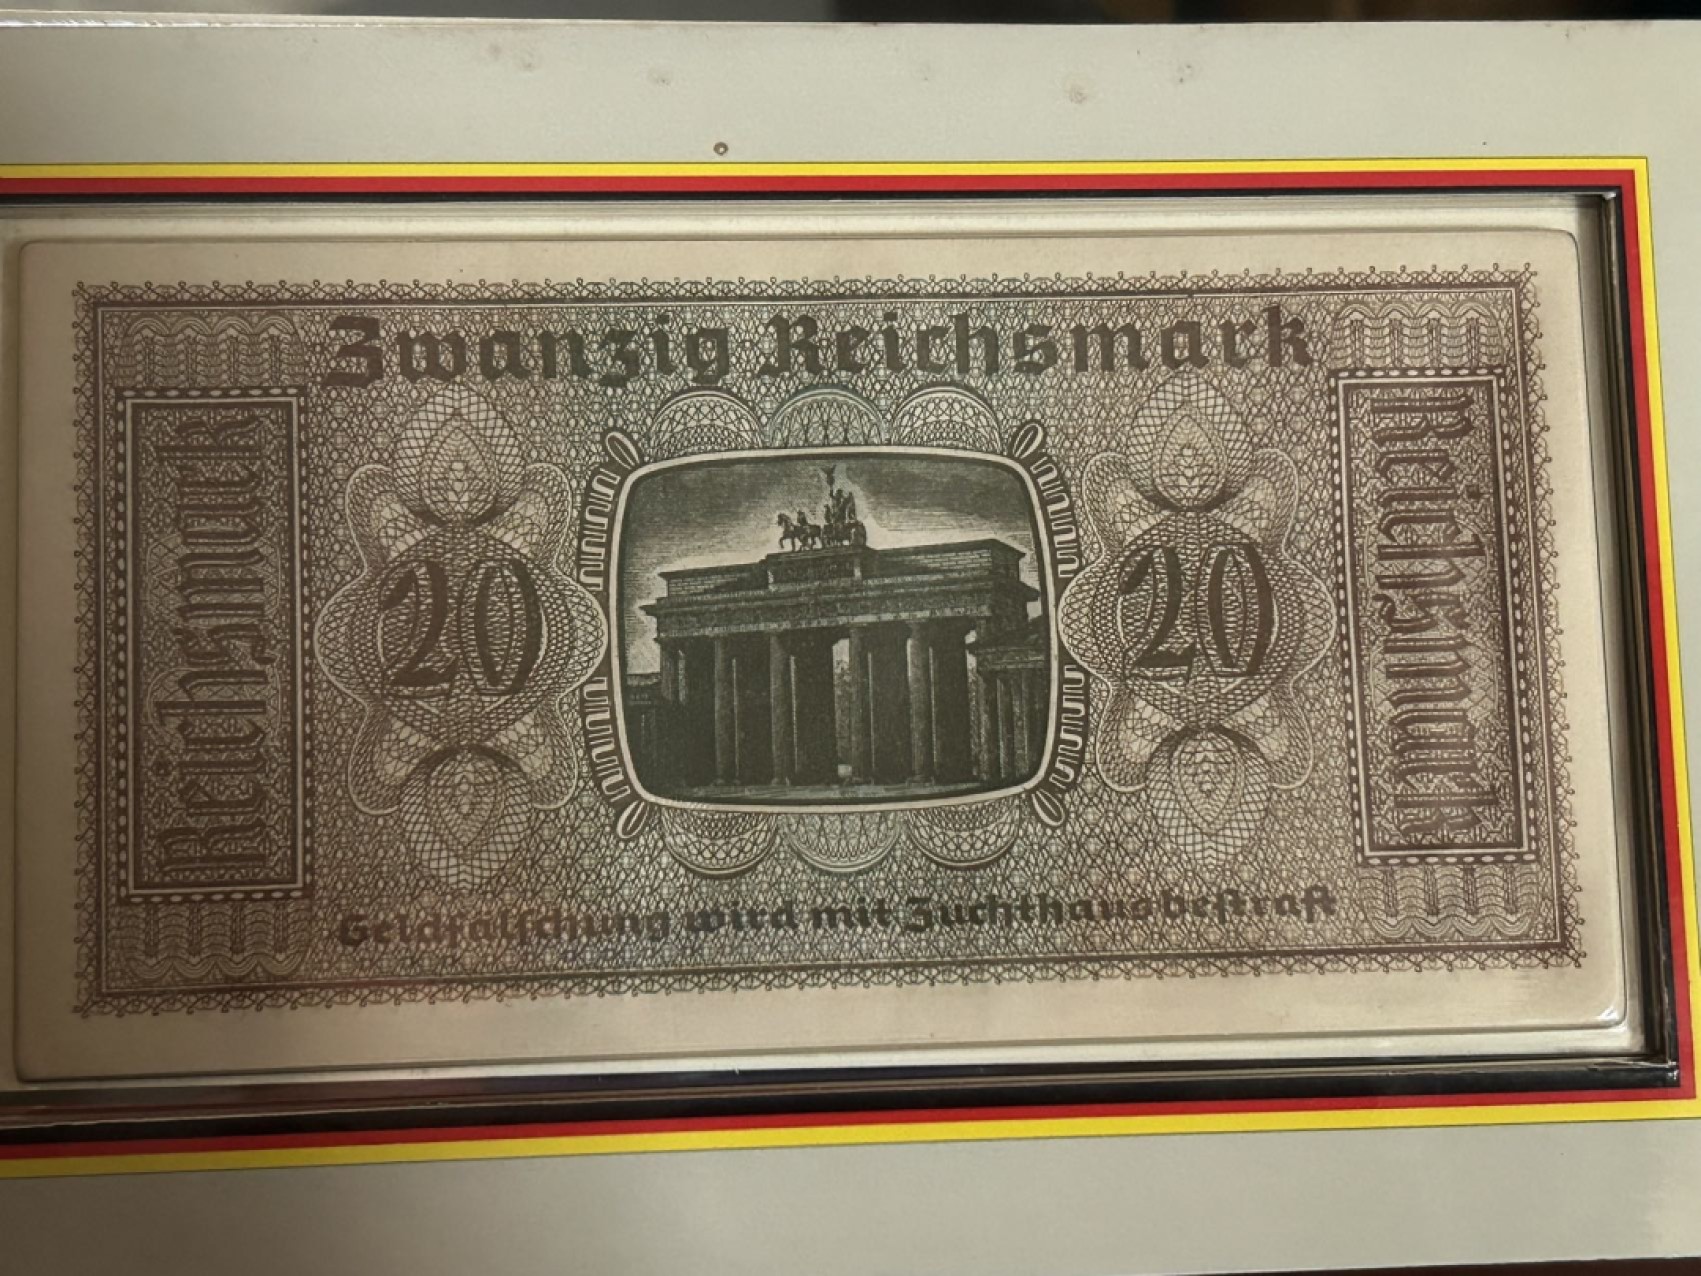 Zwanzig Reichsmark
Reichsmark
20
20
Reichsmark
Geldfälschung wird mit Zuchthaus bestraft